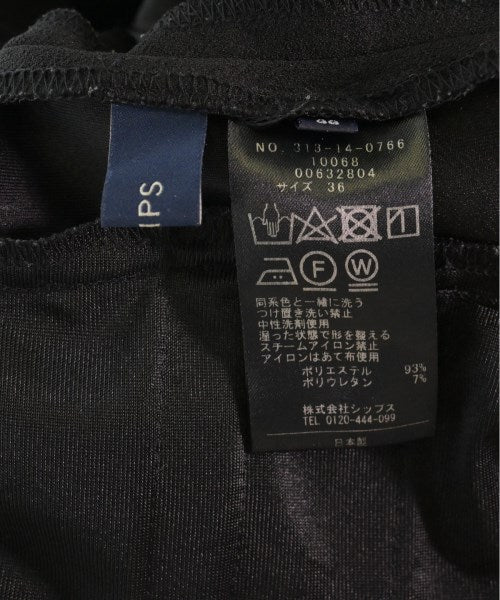 IPS
36
NO. 313-14-0766
10068
00632804
サイズ 36
F W
同系色と一緒に洗う
つけ置き洗い禁止
中性洗剤使用
湿った状態で形を整える
スチームアイロン禁止
アイロンはあて布使用
ポリエステル 93%
ポリウレタン 7%
株式会社シップス
TEL 0120-444-099
日本製